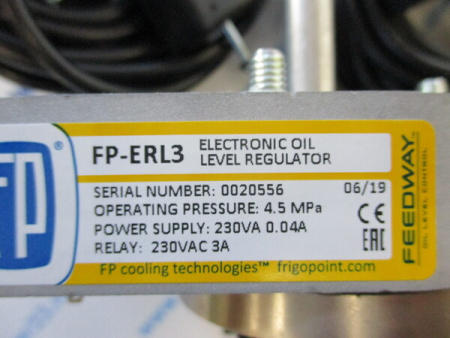 FP®
FP-ERL3 ELECTRONIC OIL
LEVEL REGULATOR
SERIAL NUMBER: 0020556 06/19
OPERATING PRESSURE: 4.5 MPa
POWER SUPPLY: 230VA 0.04A
RELAY: 230VAC 3A
CE
EAC
FP cooling technologies™ frigopoint.com
FEEDWAY™
OIL LEVEL CONTROL